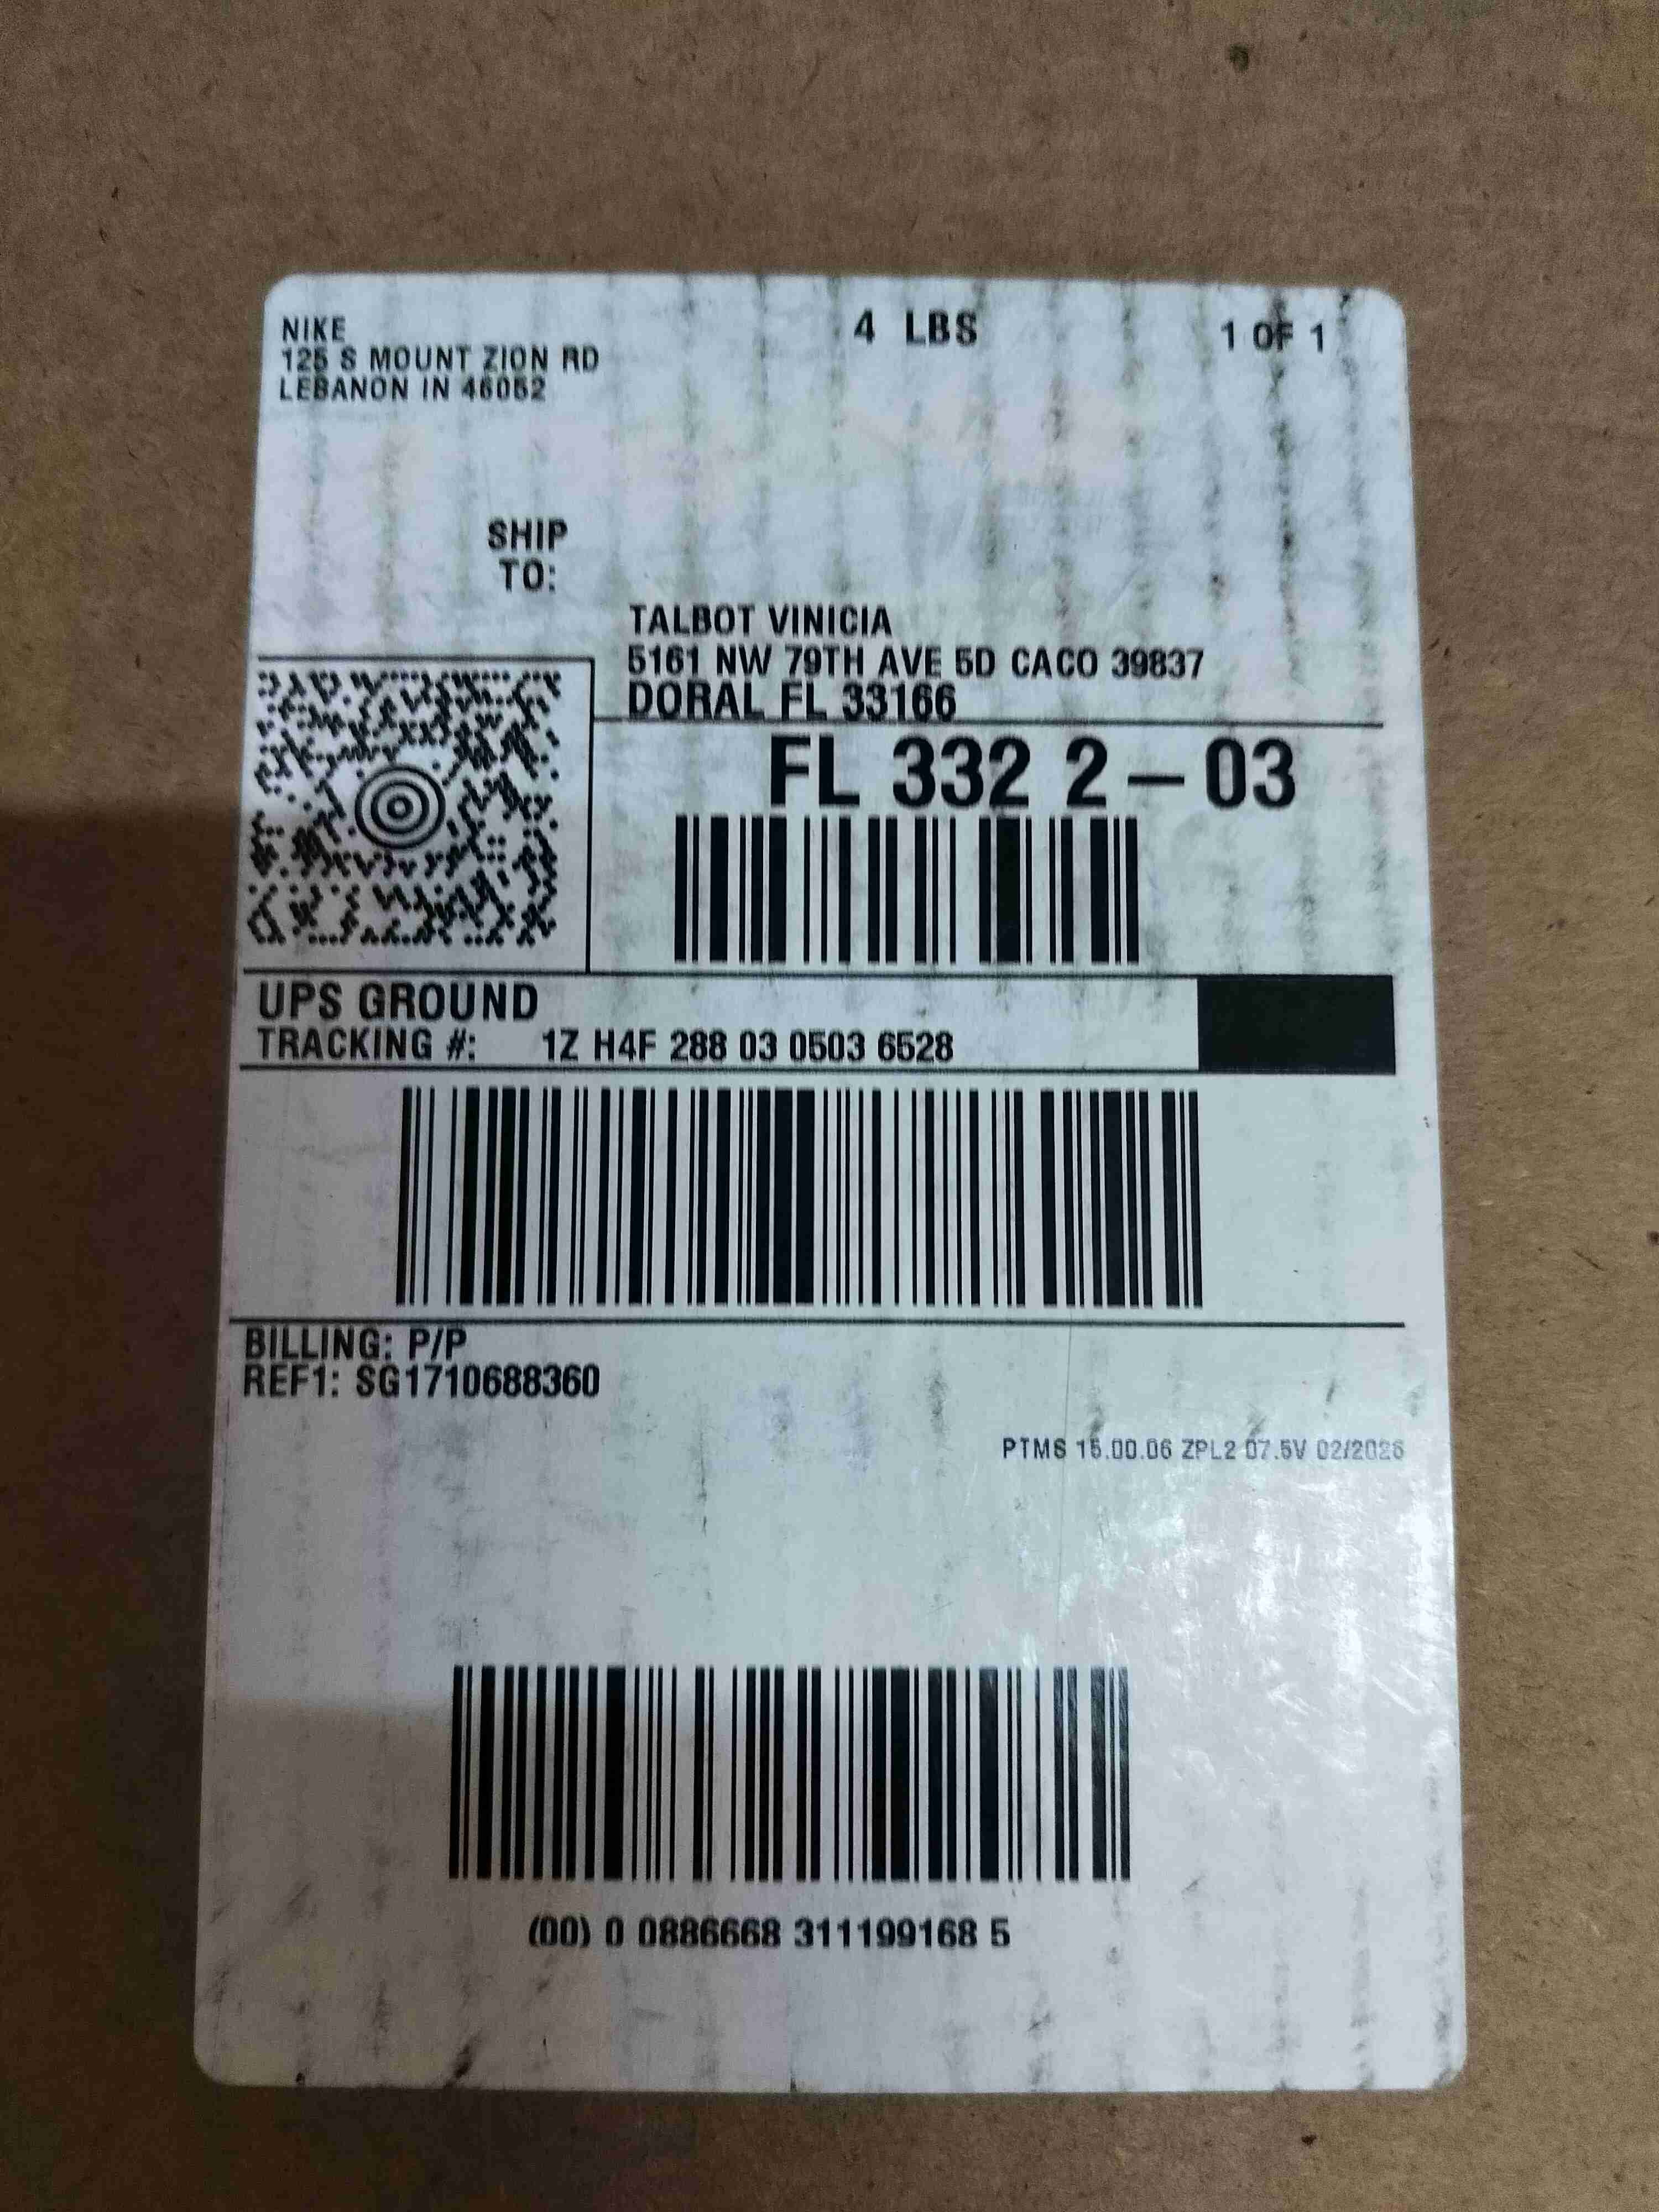 NIKE
125 S MOUNT ZION RD
LEBANON IN 46052
4 LBS
1 OF 1
SHIP
TO:
TALBOT VINICIA
5161 NW 79TH AVE 5D CACO 39837
DORAL FL 33166
FL 332 2 – 03
UPS GROUND
TRACKING #: 1Z H4F 288 03 0503 6528
BILLING: P/P
REF1: SG1710688360
PTMS 15.00.06 ZPL2 07.5V 02/2026
(00) 0 0886668 311199168 5